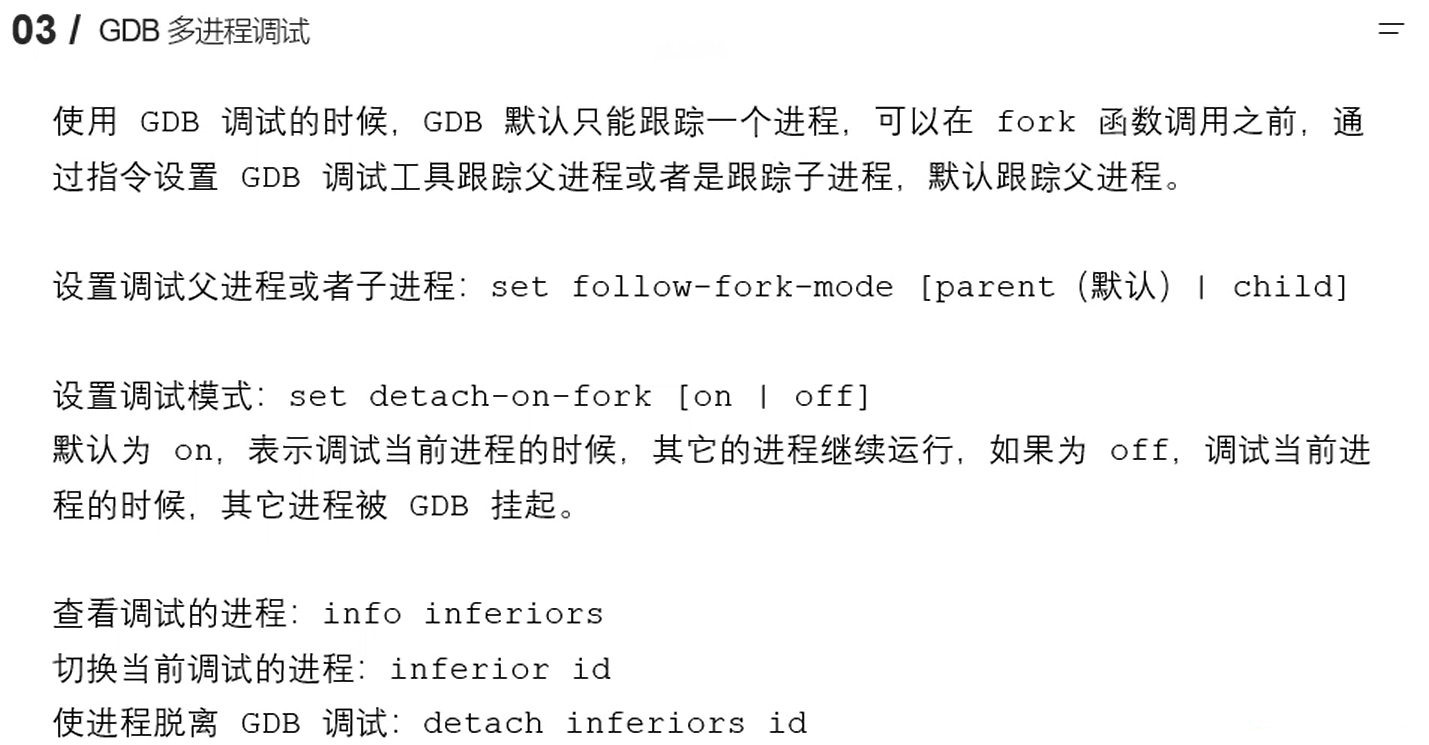 03 / GDB 多进程调试
使用 GDB 调试的时候，GDB 默认只能跟踪一个进程，可以在 fork 函数调用之前，通
过指令设置 GDB 调试工具跟踪父进程或者是跟踪子进程，默认跟踪父进程。
设置调试父进程或者子进程：set follow-fork-mode [parent（默认）| child]
设置调试模式：set detach-on-fork [on | off]
默认为 on，表示调试当前进程的时候，其它的进程继续运行，如果为 off，调试当前进
程的时候，其它进程被 GDB 挂起。
查看调试的进程：info inferiors
切换当前调试的进程：inferior id
使进程脱离 GDB 调试：detach inferiors id